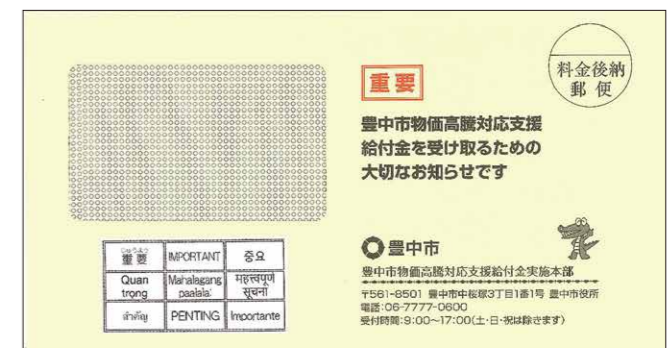 料金後納
郵便
重要
豊中市物価高騰対応支援
給付金を受け取るための
大切なお知らせです
じゅうよう
重要 IMPORTANT 중요
Quan trọng Mahalagang paalala: महत्त्वपूर्ण सूचना
สำคัญ PENTING Importante
豊中市
豊中市物価高騰対応支援給付金実施本部
〒561-8501 豊中市中桜塚3丁目1番1号 豊中市役所
電話:06-7777-0600
受付時間:9:00～17:00(土・日・祝は除きます)